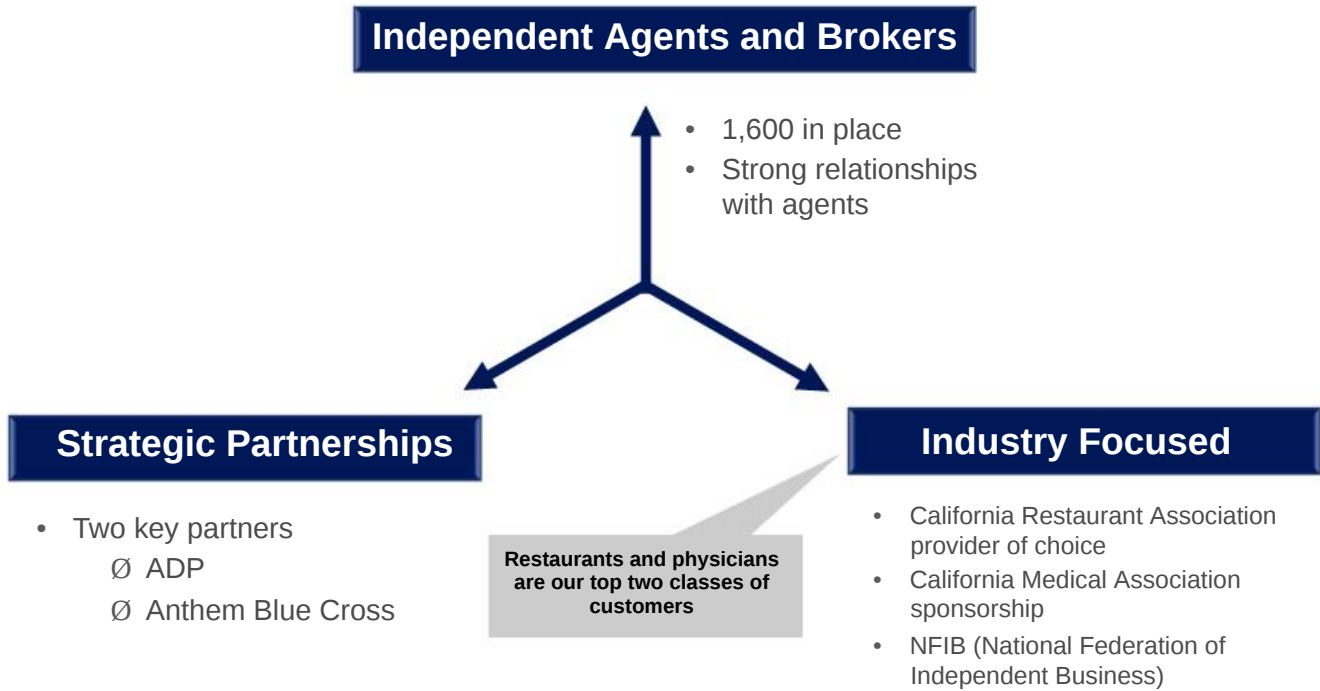 Independent Agents and Brokers
• 1,600 in place
• Strong relationships
with agents
Strategic Partnerships
• Two key partners
Ø ADP
Ø Anthem Blue Cross
Restaurants and physicians
are our top two classes of
customers
Industry Focused
• California Restaurant Association
provider of choice
• California Medical Association
sponsorship
• NFIB (National Federation of
Independent Business)